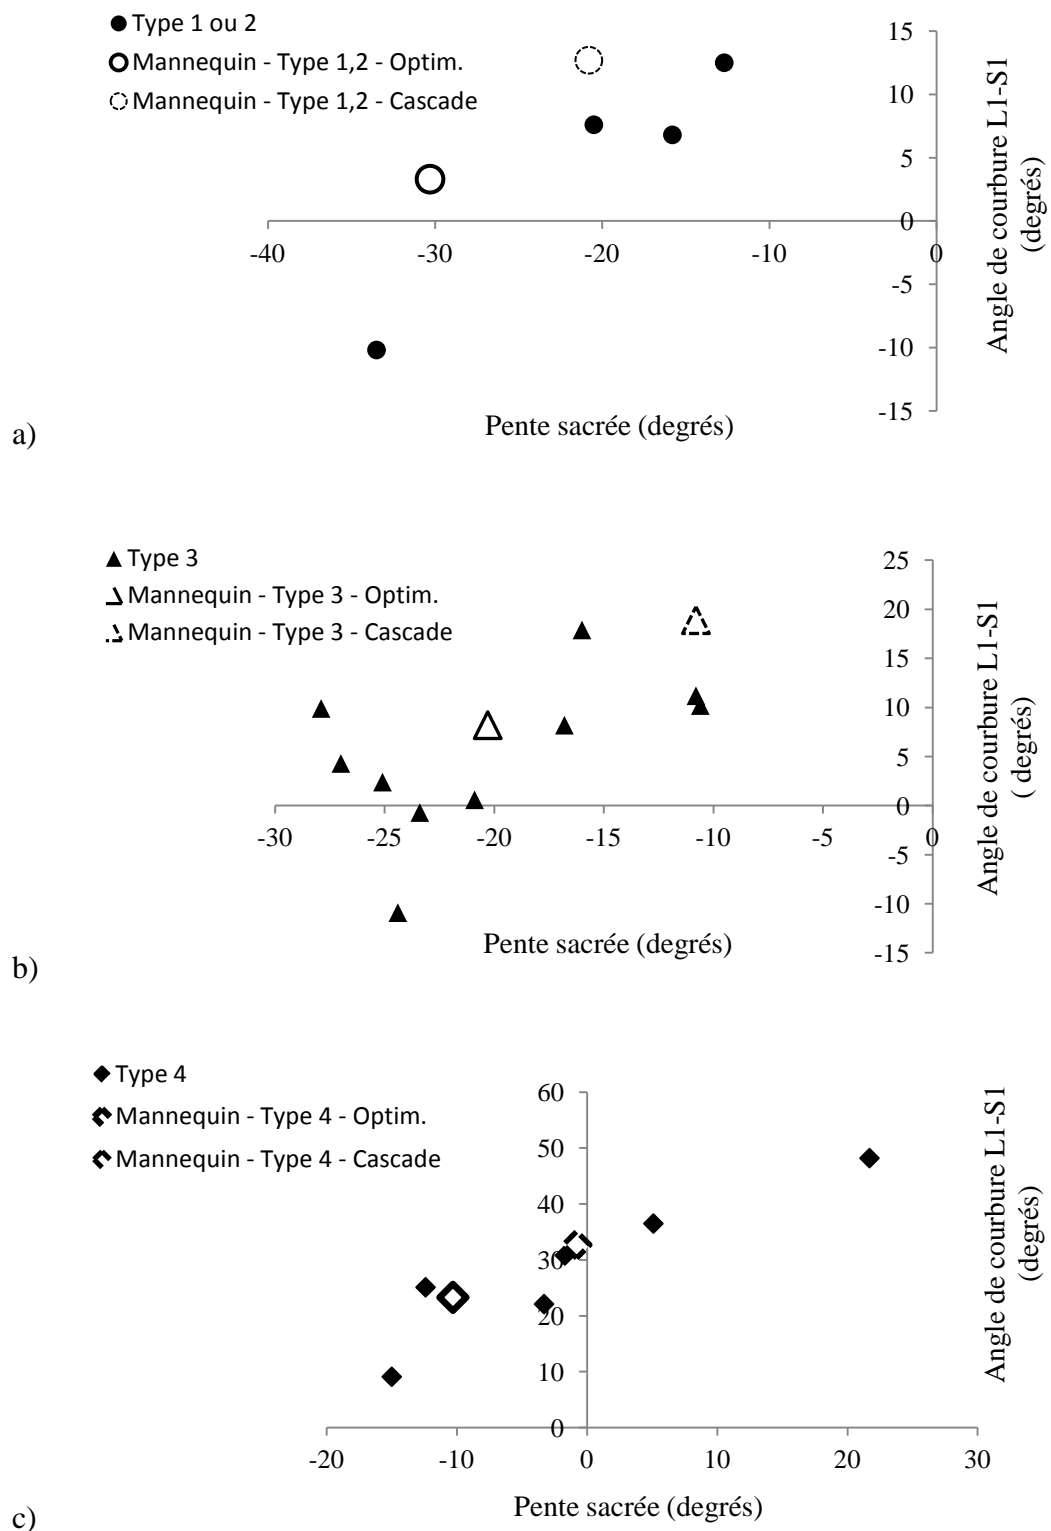 Type 1 ou 2
Mannequin - Type 1,2 - Optim.
Mannequin - Type 1,2 - Cascade
15
10
5
0
-5
-10
-15
-40
-30
-20
-10
0
Angle de courbure L1-S1
(degrés)
Pente sacrée (degrés)
a)
Type 3
Mannequin - Type 3 - Optim.
Mannequin - Type 3 - Cascade
25
20
15
10
5
0
-5
-10
-15
-30
-25
-20
-15
-10
-5
0
Angle de courbure L1-S1
( degrés)
Pente sacrée (degrés)
b)
Type 4
Mannequin - Type 4 - Optim.
Mannequin - Type 4 - Cascade
60
50
40
30
20
10
0
-20
-10
0
10
20
30
Angle de courbure L1-S1
(degrés)
Pente sacrée (degrés)
c)